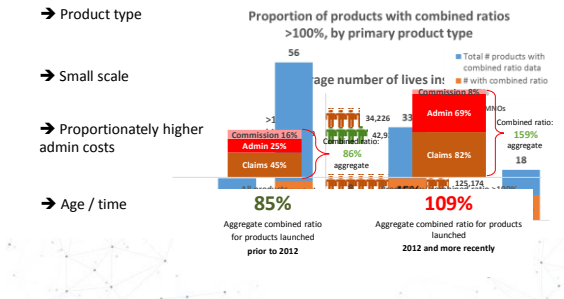 ➔ Product type
Proportion of products with combined ratios
>100%, by primary product type
56
Total # products with
combined ratio data
# with combined ratio
➔ Small scale
rage number of lives ins
Commission 8%
MNOs
>1
34,226
33
Admin 69%
Combined ratio:
159%
aggregate
➔ Proportionately higher
admin costs
Commission 16%
Admin 25%
Claims 45%
42,9
Combined ratio:
86%
aggregate
Claims 82%
18
125,174
➔ Age / time
85%
109%
Aggregate combined ratio
for products launched
prior to 2012
Aggregate combined ratio for products
launched
2012 and more recently